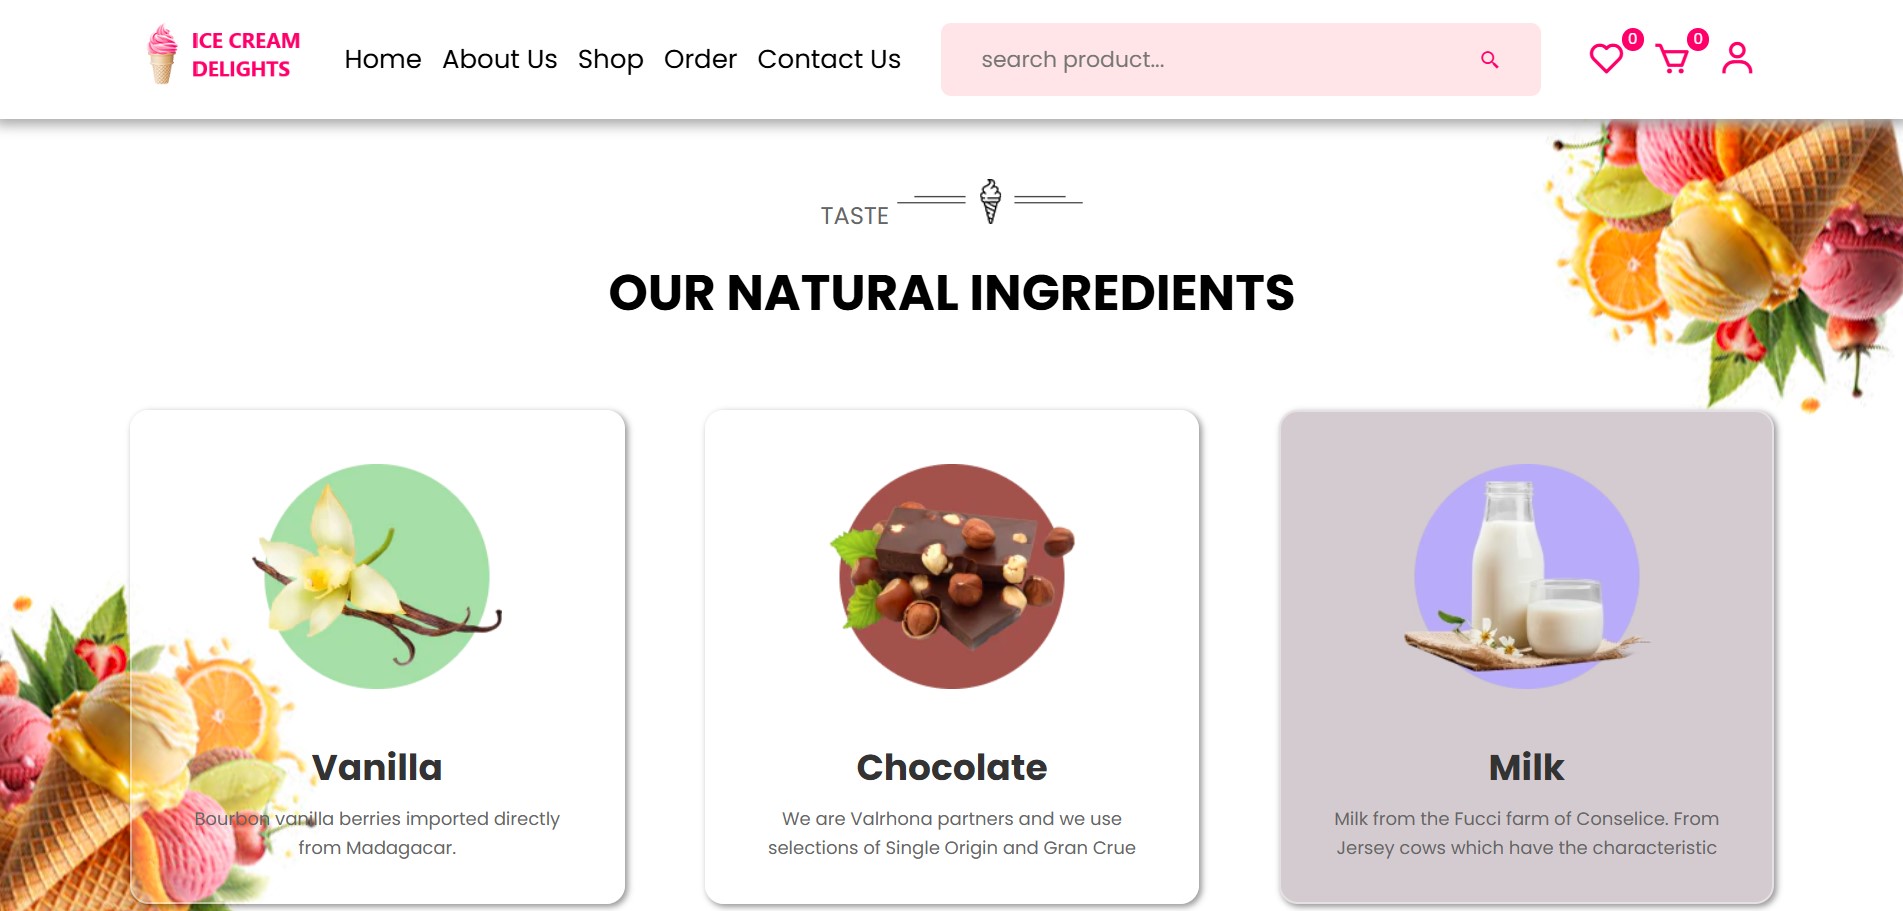 ICE CREAM
DELIGHTS
Home About Us Shop Order Contact Us
search product...
0
0
TASTE
OUR NATURAL INGREDIENTS
Vanilla
Bourbon vanilla berries imported directly
from Madagacar.
Chocolate
We are Valrhona partners and we use
selections of Single Origin and Gran Crue
Milk
Milk from the Fucci farm of Conselice. From
Jersey cows which have the characteristic